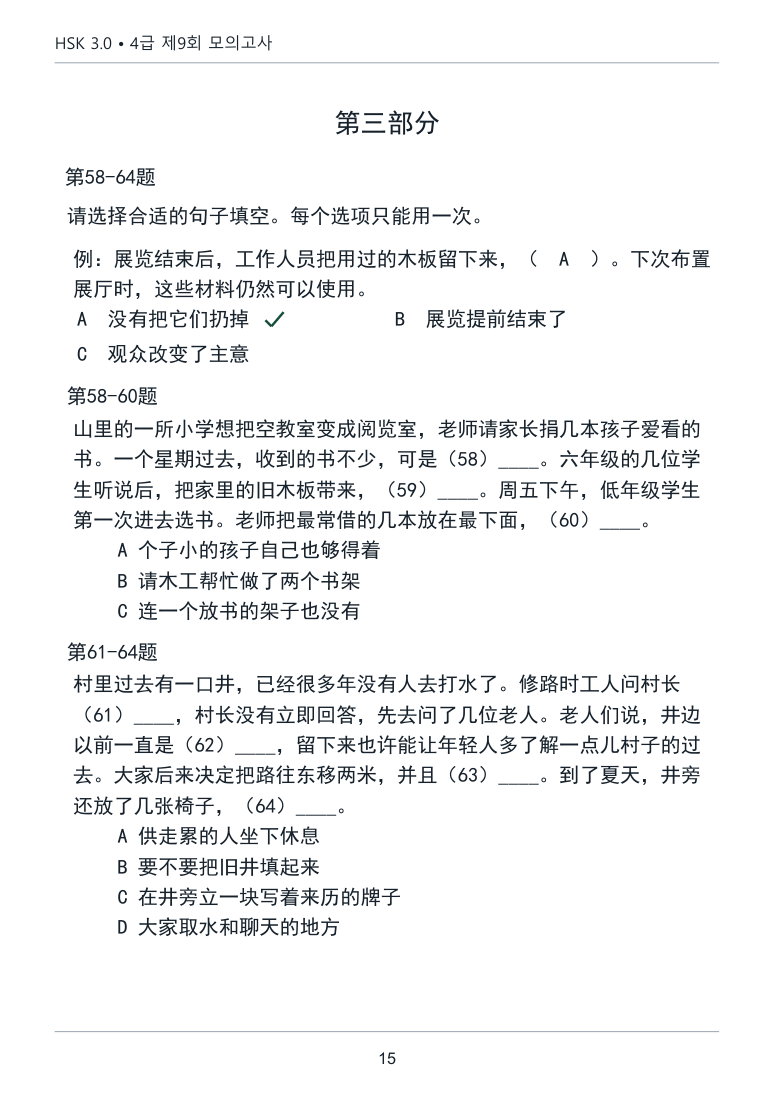 HSK 3.0 • 4급 제9회 모의고사
第三部分
第58-64题
请选择合适的句子填空。每个选项只能用一次。
例：展览结束后，工作人员把用过的木板留下来，（ A ）。下次布置
展厅时，这些材料仍然可以使用。
A 没有把它们扔掉 ✓ B 展览提前结束了
C 观众改变了主意
第58-60题
山里的一所小学想把空教室变成阅览室，老师请家长捐几本孩子爱看的
书。一个星期过去，收到的书不少，可是（58）____。六年级的几位学
生听说后，把家里的旧木板带来，（59）____。周五下午，低年级学生
第一次进去选书。老师把最常借的几本放在最下面，（60）____。
A 个子小的孩子自己也够得着
B 请木工帮忙做了两个书架
C 连一个放书的架子也没有
第61-64题
村里过去有一口井，已经很多年没有人去打水了。修路时工人问村长
（61）____，村长没有立即回答，先去问了几位老人。老人们说，井边
以前一直是（62）____，留下来也许能让年轻人多了解一点儿村子的过
去。大家后来决定把路往东移两米，并且（63）____。到了夏天，井旁
还放了几张椅子，（64）____。
A 供走累的人坐下休息
B 要不要把旧井填起来
C 在井旁立一块写着来历的牌子
D 大家取水和聊天的地方
15